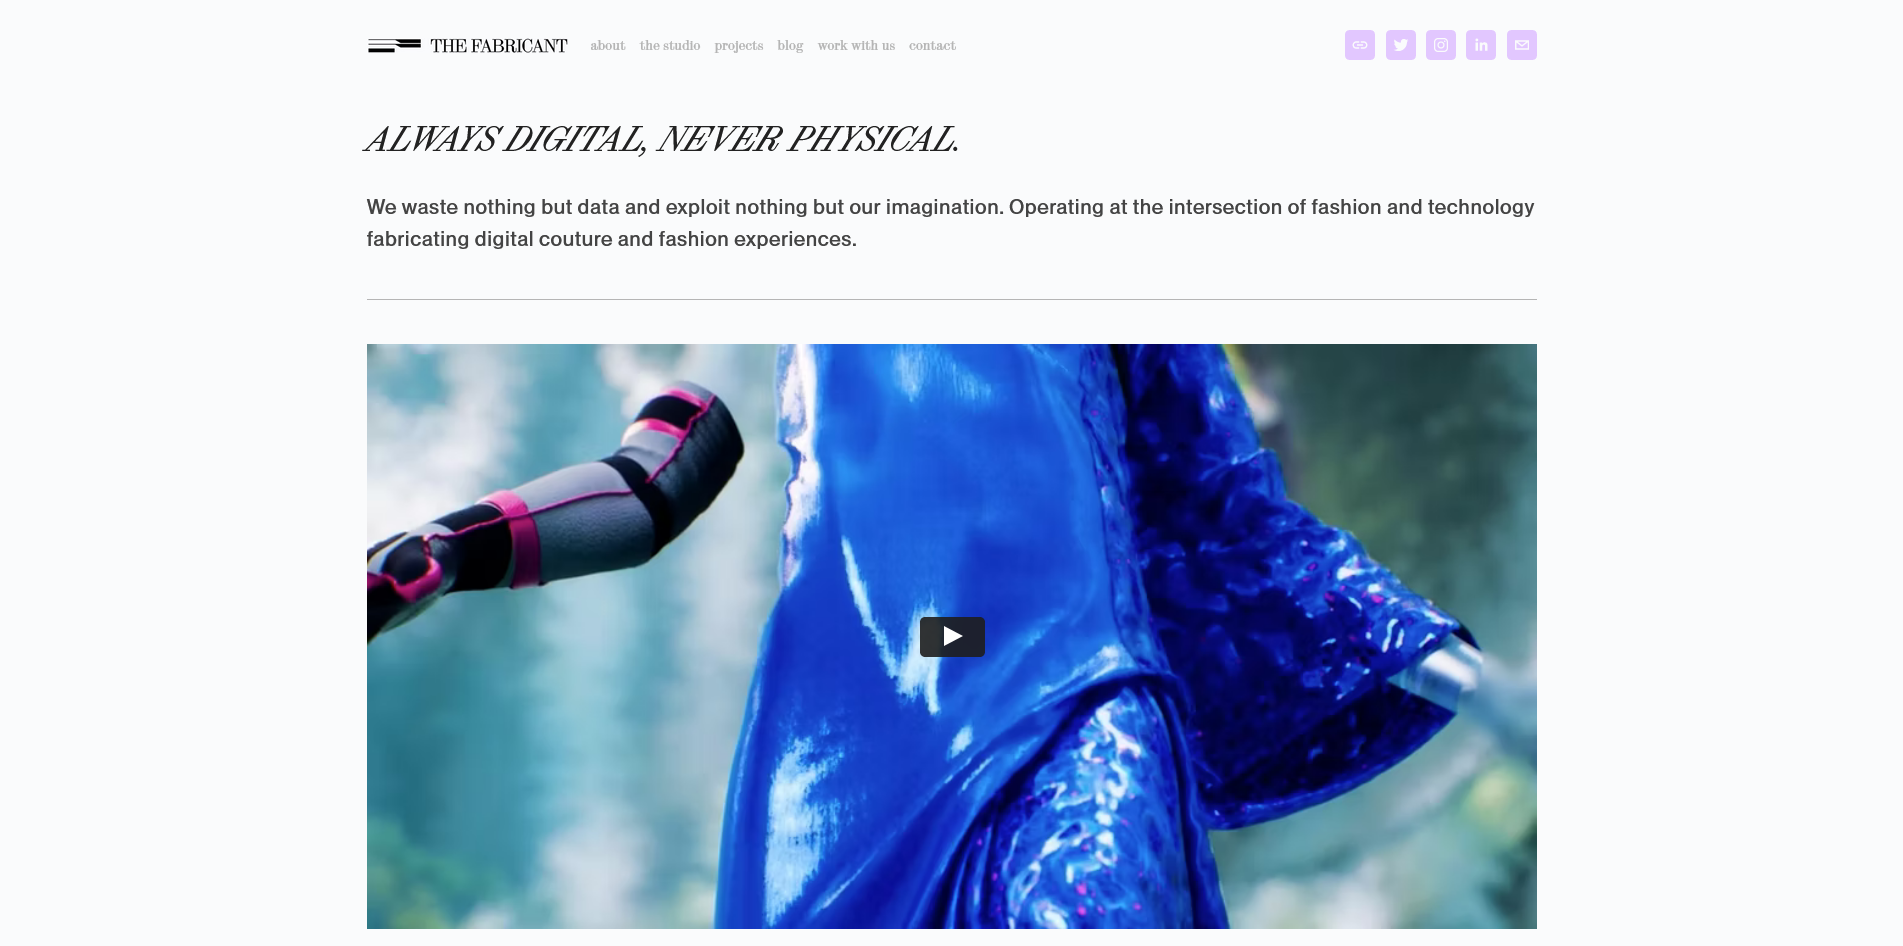 THE FABRICANT
about the studio projects blog work with us contact
ALWAYS DIGITAL, NEVER PHYSICAL.
We waste nothing but data and exploit nothing but our imagination. Operating at the intersection of fashion and technology
fabricating digital couture and fashion experiences.